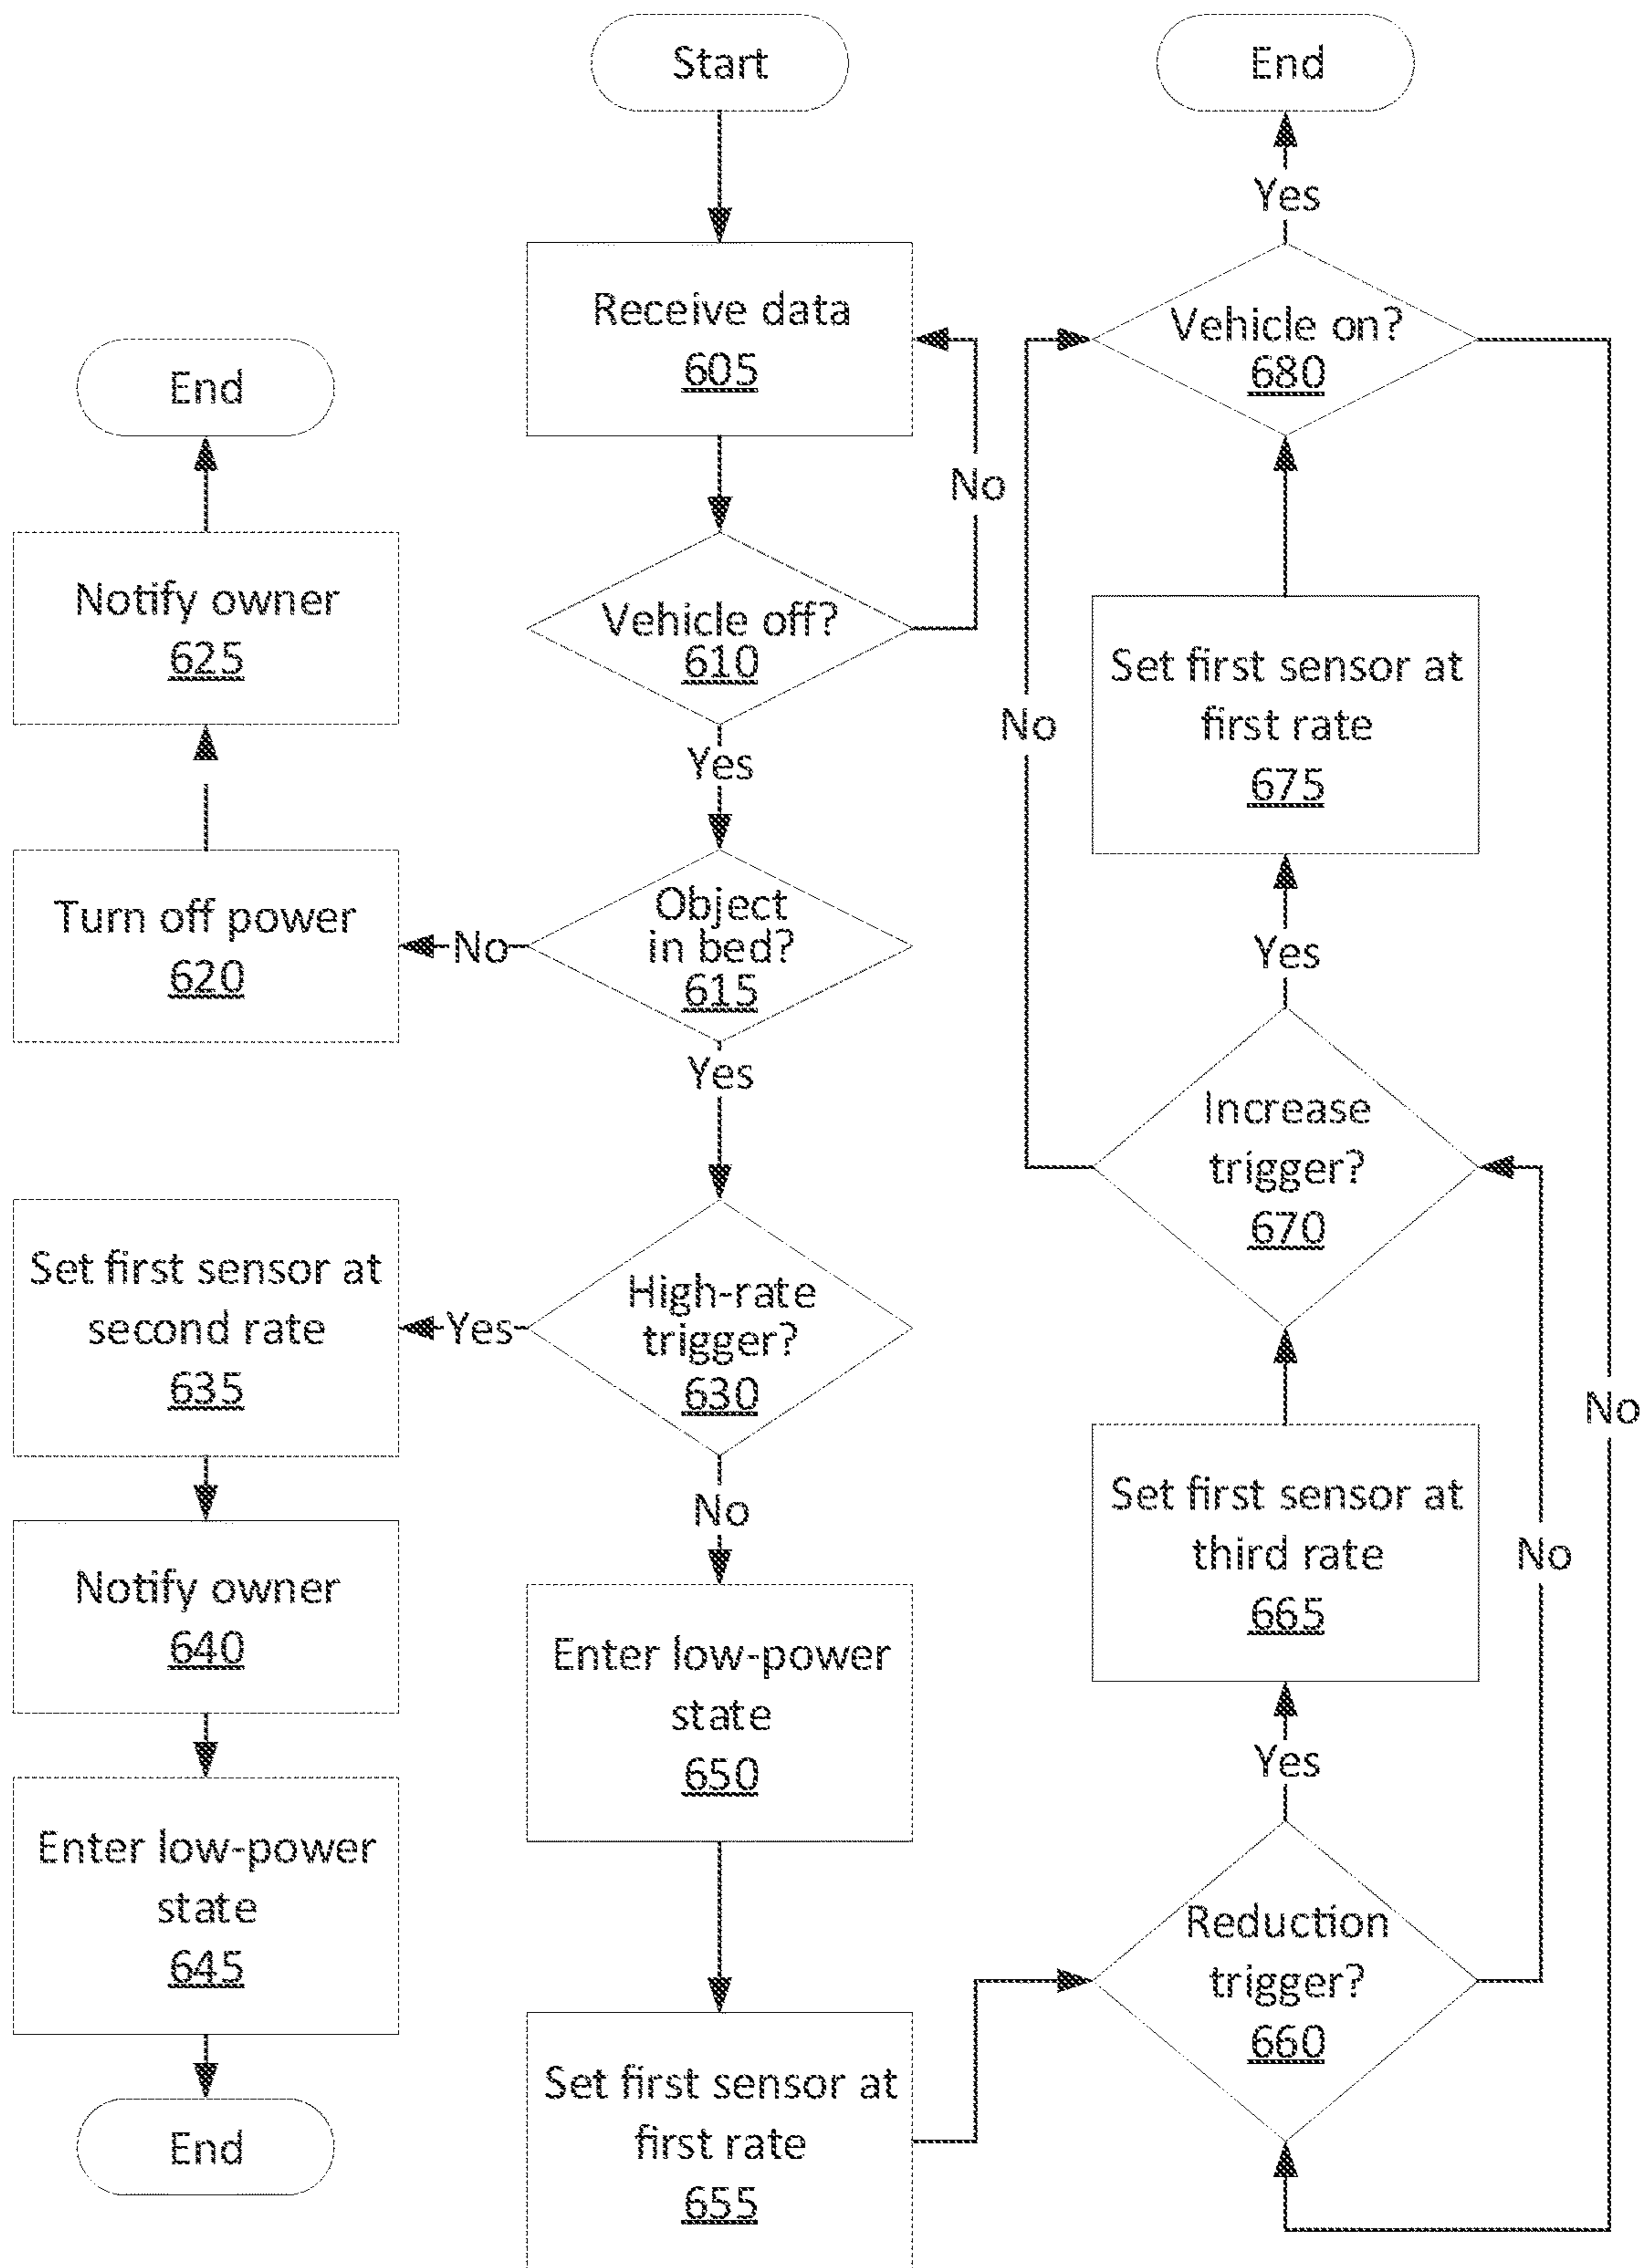 Start
Receive data
605
No
Vehicle off?
610
Yes
Object
in bed?
615
No
Turn off power
620
Notify owner
625
End
Yes
High-rate
trigger?
630
Yes
Set first sensor at
second rate
635
Notify owner
640
Enter low-power
state
645
End
No
Enter low-power
state
650
Set first sensor at
first rate
655
Reduction
trigger?
660
Yes
No
Set first sensor at
third rate
665
Increase
trigger?
670
No
Yes
Set first sensor at
first rate
675
Vehicle on?
680
No
Yes
End